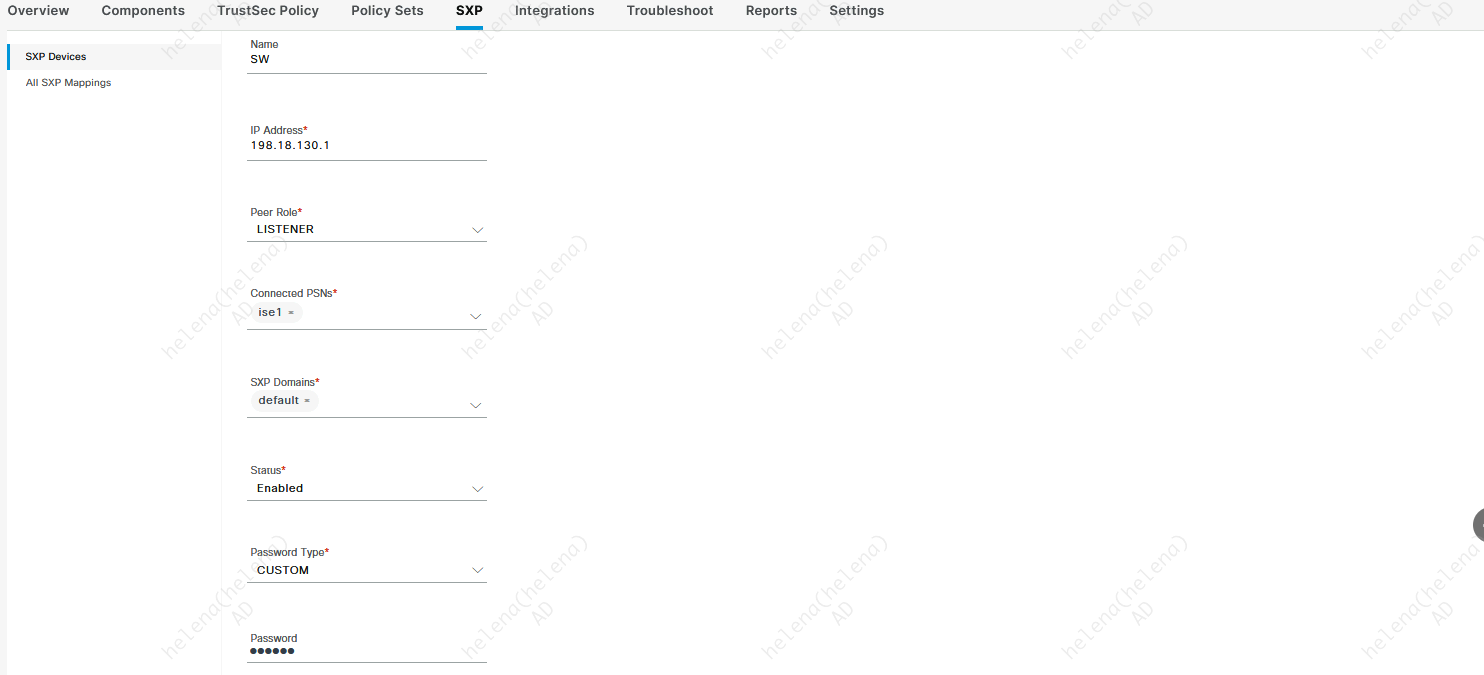 Overview Components TrustSec Policy Policy Sets SXP Integrations Troubleshoot Reports Settings
SXP Devices
All SXP Mappings
Name
SW
IP Address*
198.18.130.1
Peer Role*
LISTENER
Connected PSNs*
ise1 ×
SXP Domains*
default ×
Status*
Enabled
Password Type*
CUSTOM
Password
••••••
helena(helena)
AD